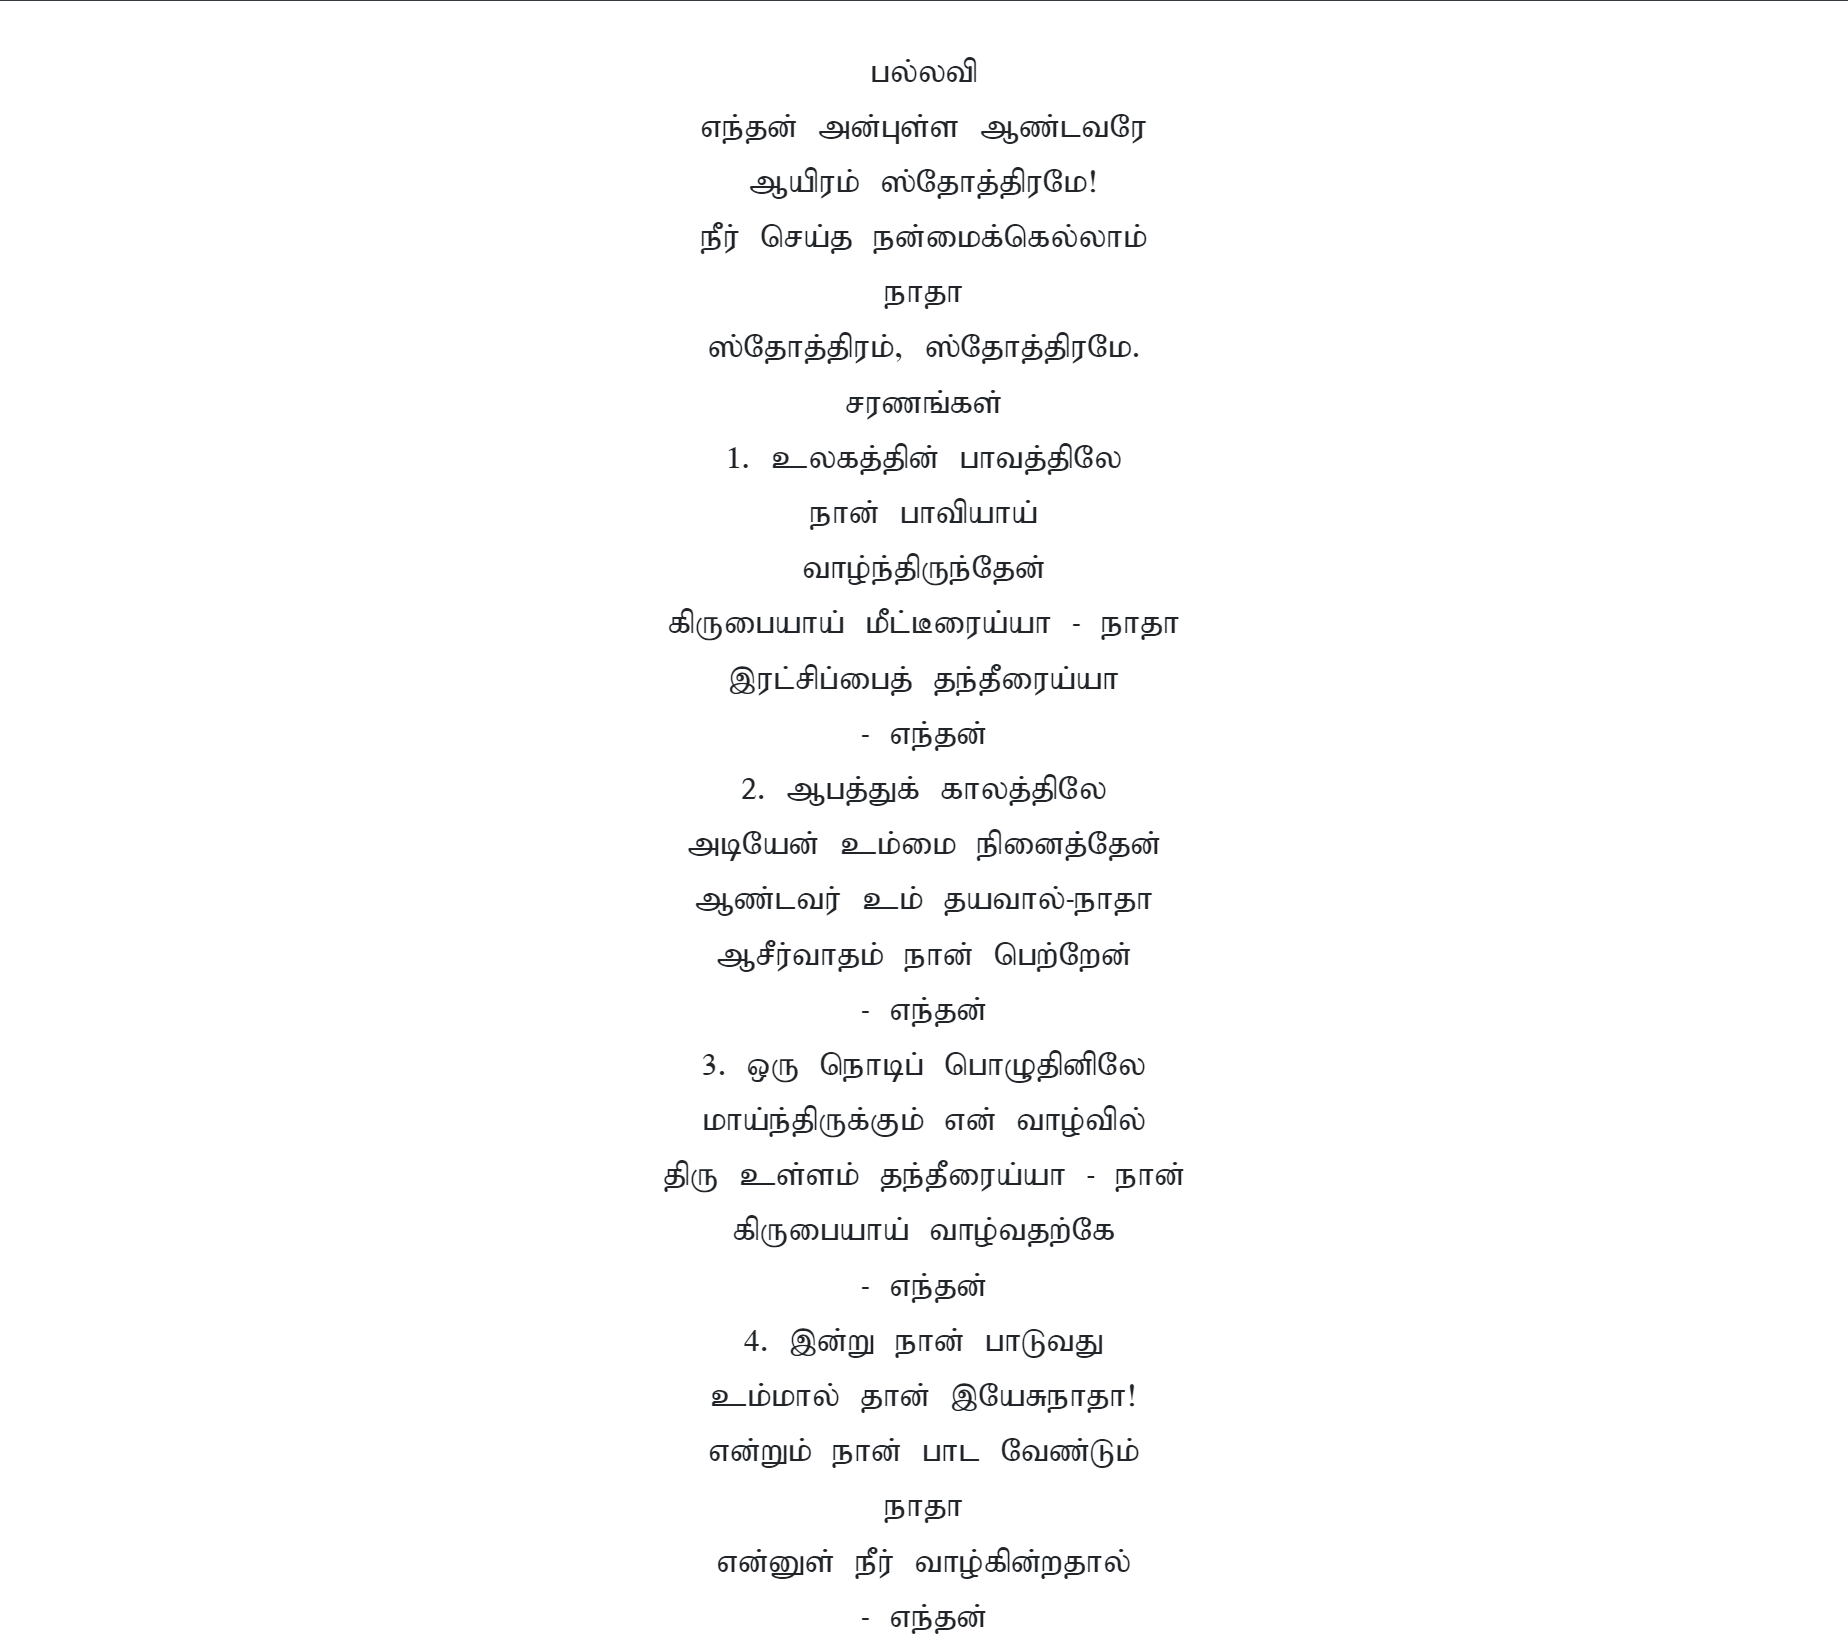 பல்லவி
எந்தன் அன்புள்ள ஆண்டவரே
ஆயிரம் ஸ்தோத்திரமே!
நீர் செய்த நன்மைக்கெல்லாம்
நாதா
ஸ்தோத்திரம், ஸ்தோத்திரமே.
சரணங்கள்
1. உலகத்தின் பாவத்திலே
நான் பாவியாய்
வாழ்ந்திருந்தேன்
கிருபையாய் மீட்டீரைய்யா - நாதா
இரட்சிப்பைத் தந்தீரைய்யா
- எந்தன்
2. ஆபத்துக் காலத்திலே
அடியேன் உம்மை நினைத்தேன்
ஆண்டவர் உம் தயவால்-நாதா
ஆசீர்வாதம் நான் பெற்றேன்
- எந்தன்
3. ஒரு நொடிப் பொழுதினிலே
மாய்ந்திருக்கும் என் வாழ்வில்
திரு உள்ளம் தந்தீரைய்யா - நான்
கிருபையாய் வாழ்வதற்கே
- எந்தன்
4. இன்று நான் பாடுவது
உம்மால் தான் இயேசுநாதா!
என்றும் நான் பாட வேண்டும்
நாதா
என்னுள் நீர் வாழ்கின்றதால்
- எந்தன்